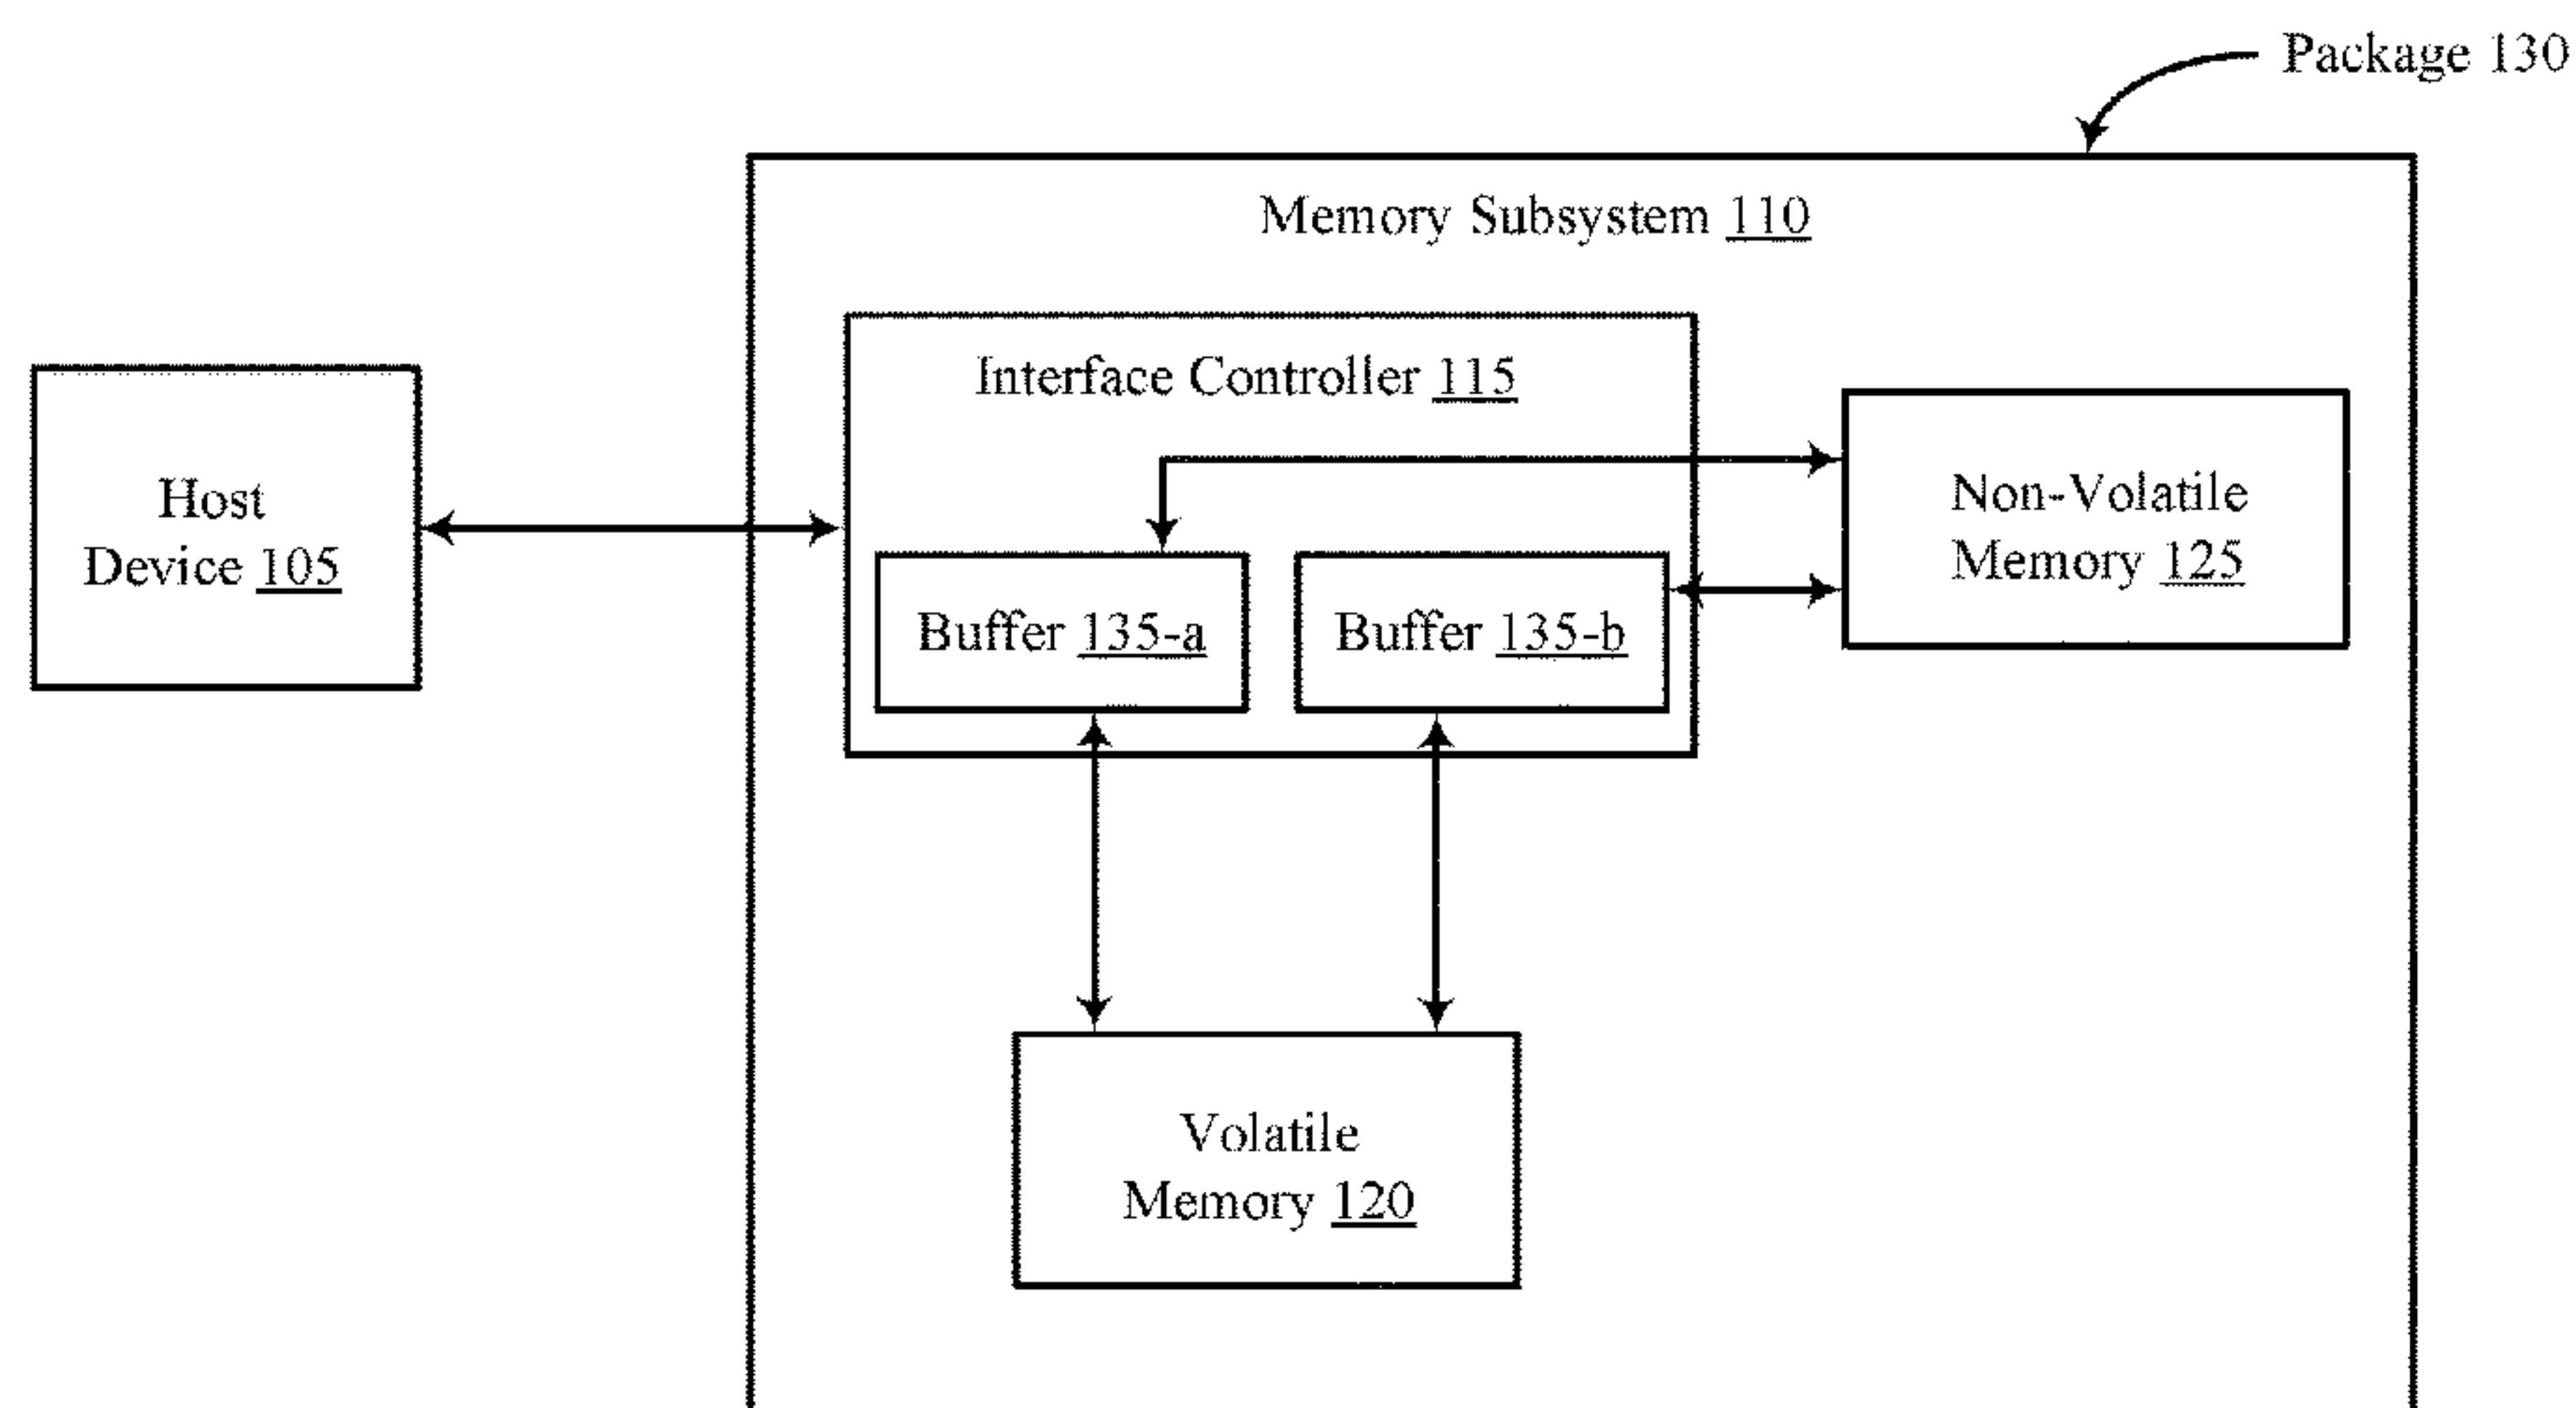 Package 130
Memory Subsystem 110
Interface Controller 115
Host
Device 105
Non-Volatile
Memory 125
Buffer 135-a
Buffer 135-b
Volatile
Memory 120